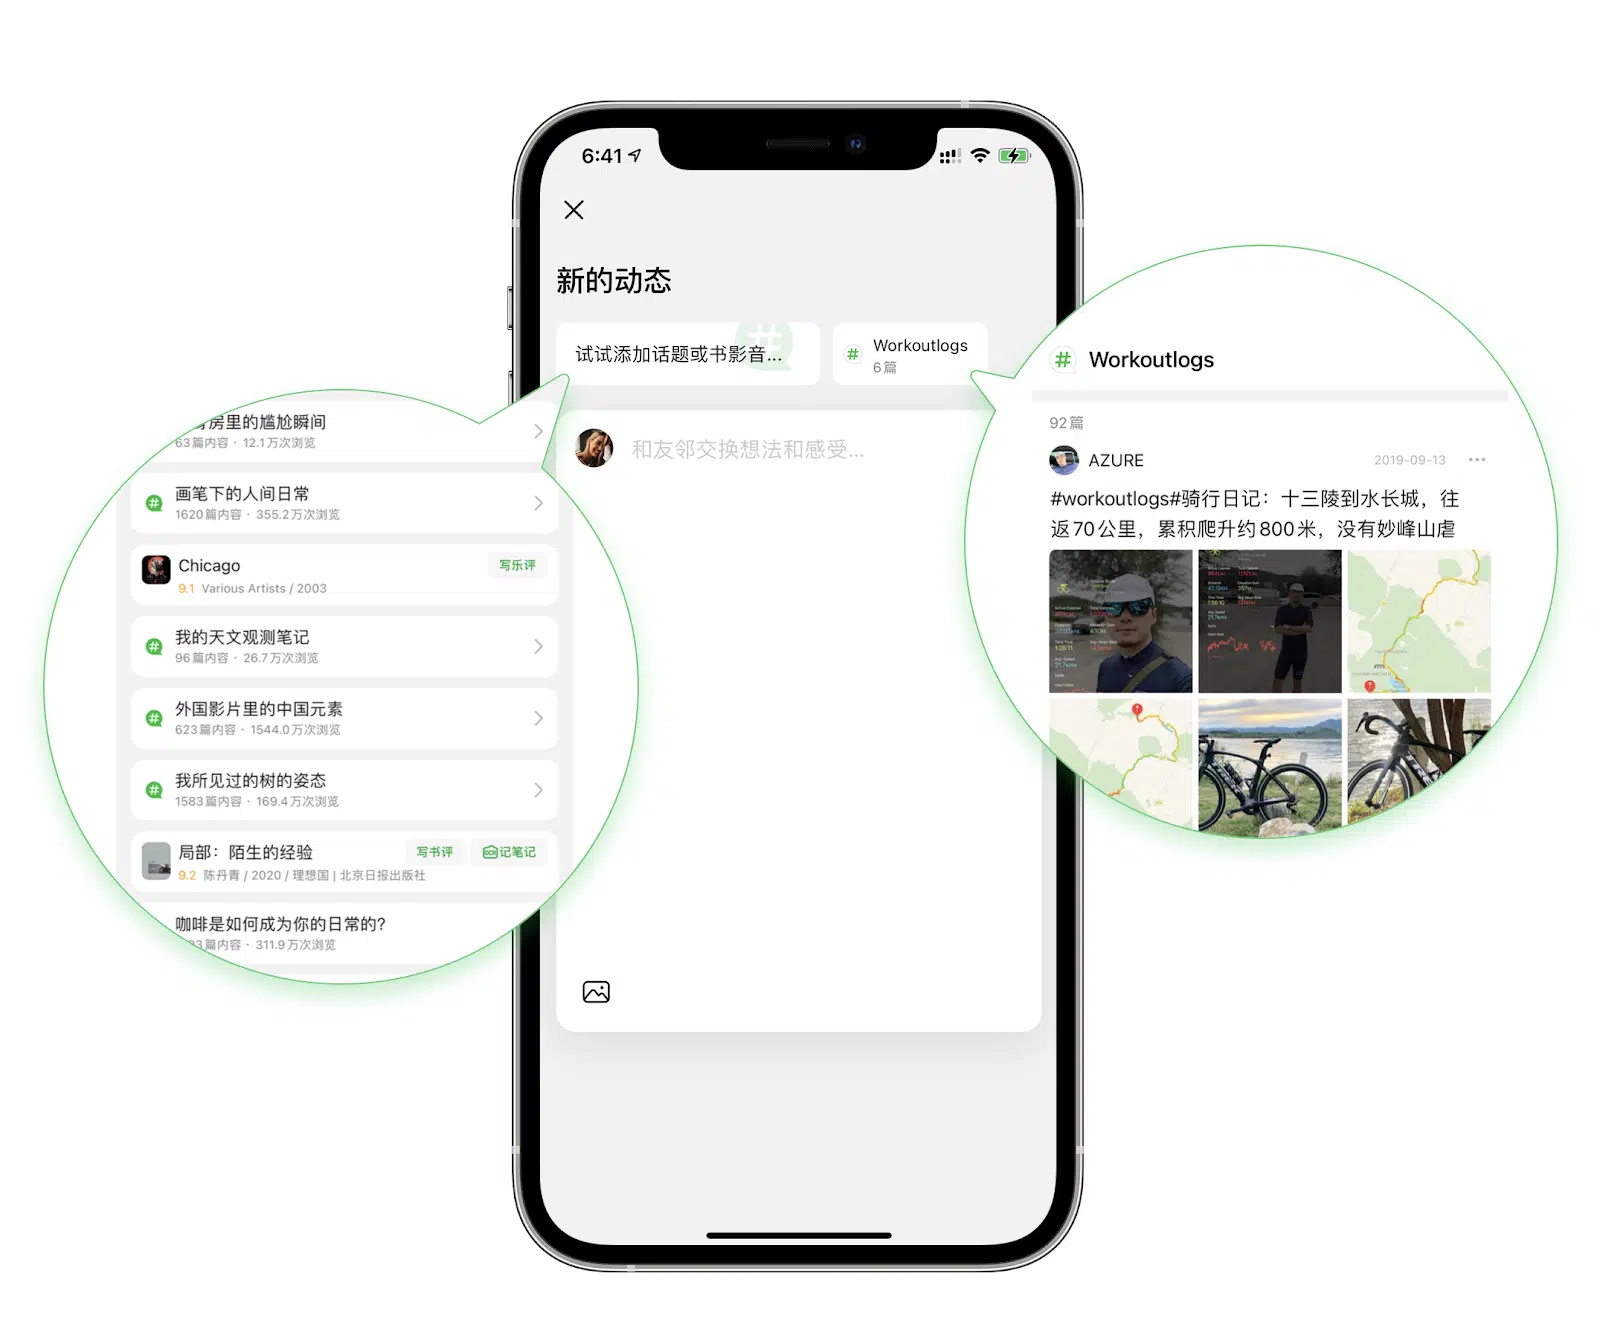 6:41
新的动态
试试添加话题或书影音...
#
Workoutlogs
6篇
和友邻交换想法和感受...
房里的尴尬瞬间
63篇内容 · 12.1万次浏览
#
画笔下的人间日常
1620篇内容 · 355.2万次浏览
Chicago
写乐评
9.1 Various Artists / 2003
#
我的天文观测笔记
96篇内容 · 26.7万次浏览
#
外国影片里的中国元素
623篇内容 · 1544.0万次浏览
#
我所见过的树的姿态
1583篇内容 · 169.4万次浏览
局部：陌生的经验
写书评
记笔记
9.2 陈丹青 / 2020 / 理想国 | 北京日报出版社
咖啡是如何成为你的日常的?
93篇内容 · 311.9万次浏览
# Workoutlogs
92篇
AZURE
2019-09-13
#workoutlogs#骑行日记：十三陵到水长城，往
返70公里，累积爬升约800米，没有妙峰山虐